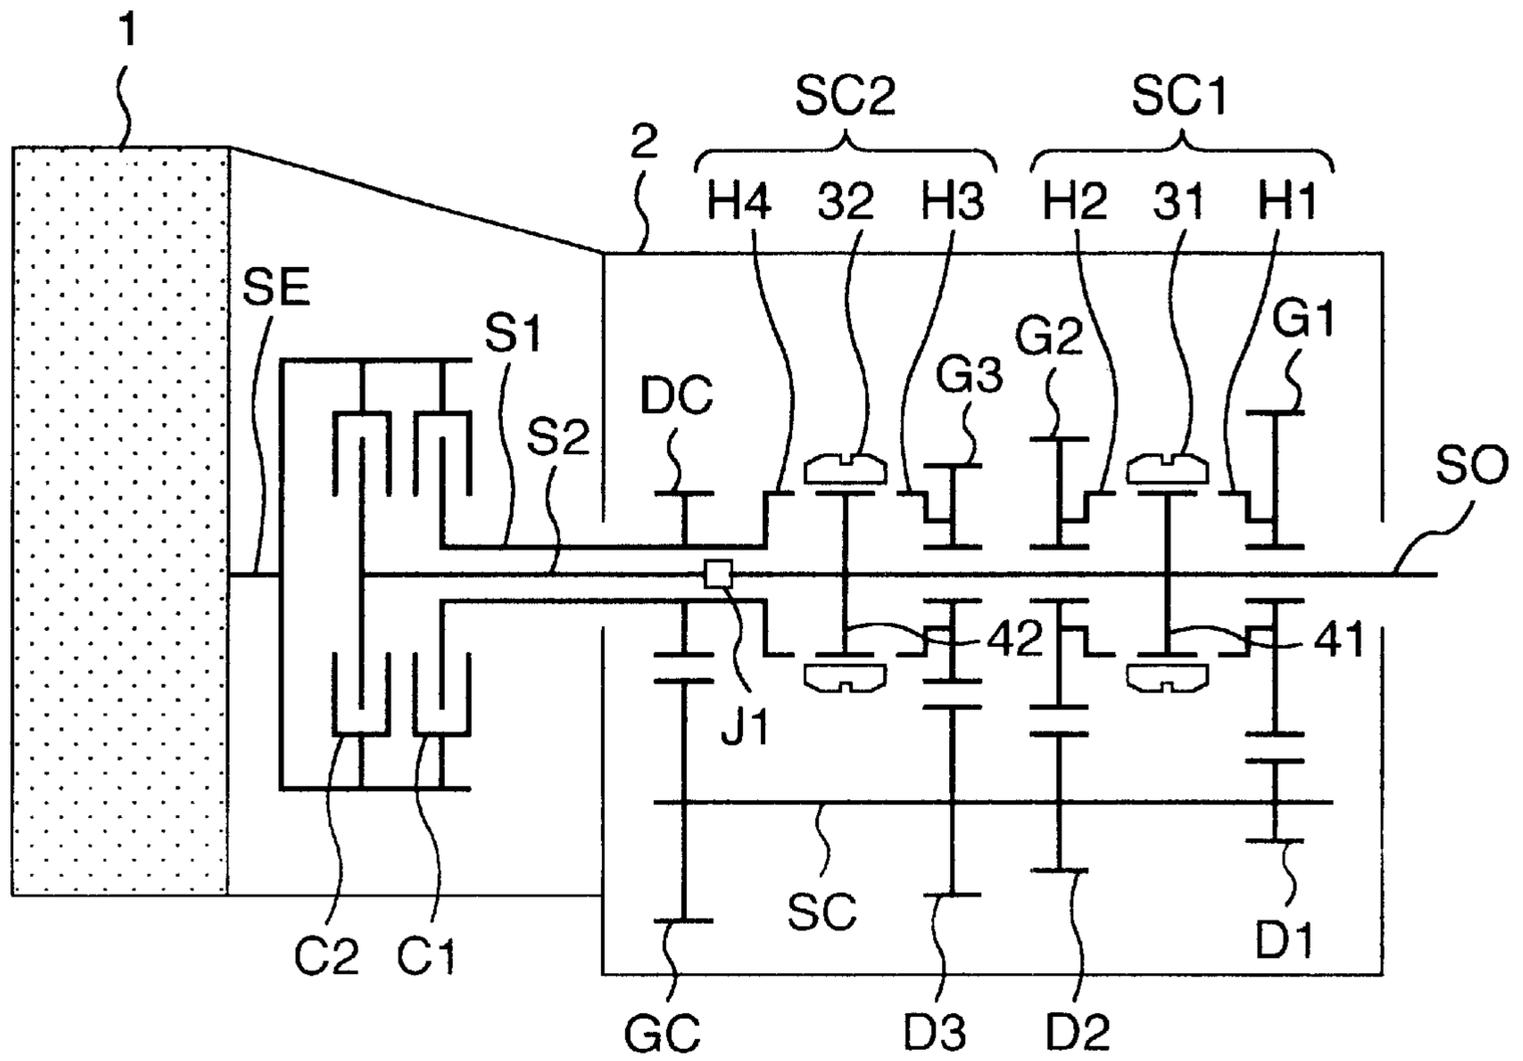 1
SC2 SC1
2
H4 32 H3 H2 31 H1
SE
S1
G2 G1
DC G3
S2
SO
42 41
J1
SC
C2 C1
D1
GC D3 D2